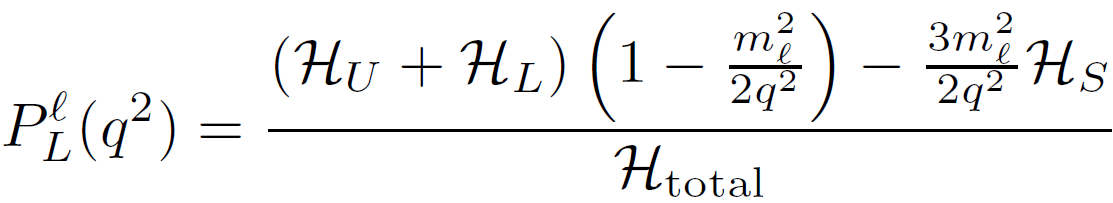 $P_L^{\ell}(q^2) = \frac{(\mathcal{H}_U + \mathcal{H}_L)\left(1 - \frac{m_\ell^2}{2q^2}\right) - \frac{3m_\ell^2}{2q^2}\mathcal{H}_S}{\mathcal{H}_{\text{total}}}$